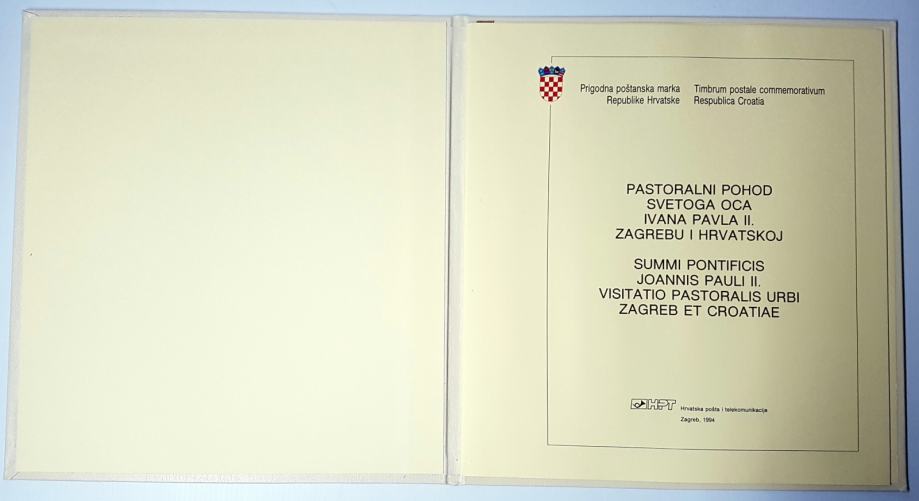 Prigodna poštanska marka
Republike Hrvatske
Timbrum postale commemorativum
Respublica Croatia
PASTORALNI POHOD
SVETOGA OCA
IVANA PAVLA II.
ZAGREBU I HRVATSKOJ
SUMMI PONTIFICIS
JOANNIS PAULI II.
VISITATIO PASTORALIS URBI
ZAGREB ET CROATIAE
HPT Hrvatska pošta i telekomunikacije
Zagreb, 1994